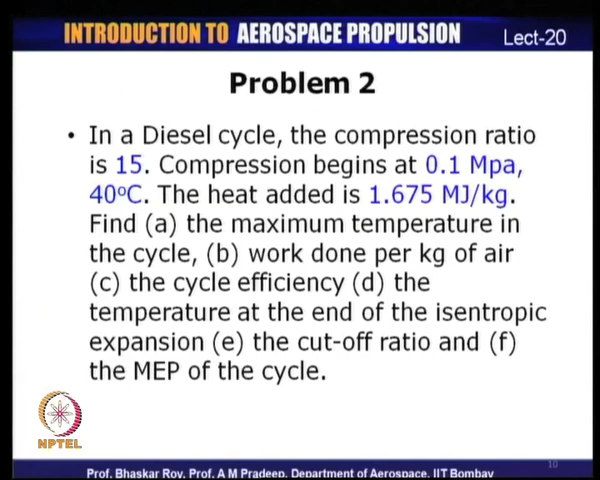 INTRODUCTION TO AEROSPACE PROPULSION Lect-20
Problem 2
• In a Diesel cycle, the compression ratio
is 15. Compression begins at 0.1 Mpa,
40°C. The heat added is 1.675 MJ/kg.
Find (a) the maximum temperature in
the cycle, (b) work done per kg of air
(c) the cycle efficiency (d) the
temperature at the end of the isentropic
expansion (e) the cut-off ratio and (f)
the MEP of the cycle.
NPTEL
10
Prof. Bhaskar Roy, Prof. A M Pradeep, Department of Aerospace, IIT Bombay